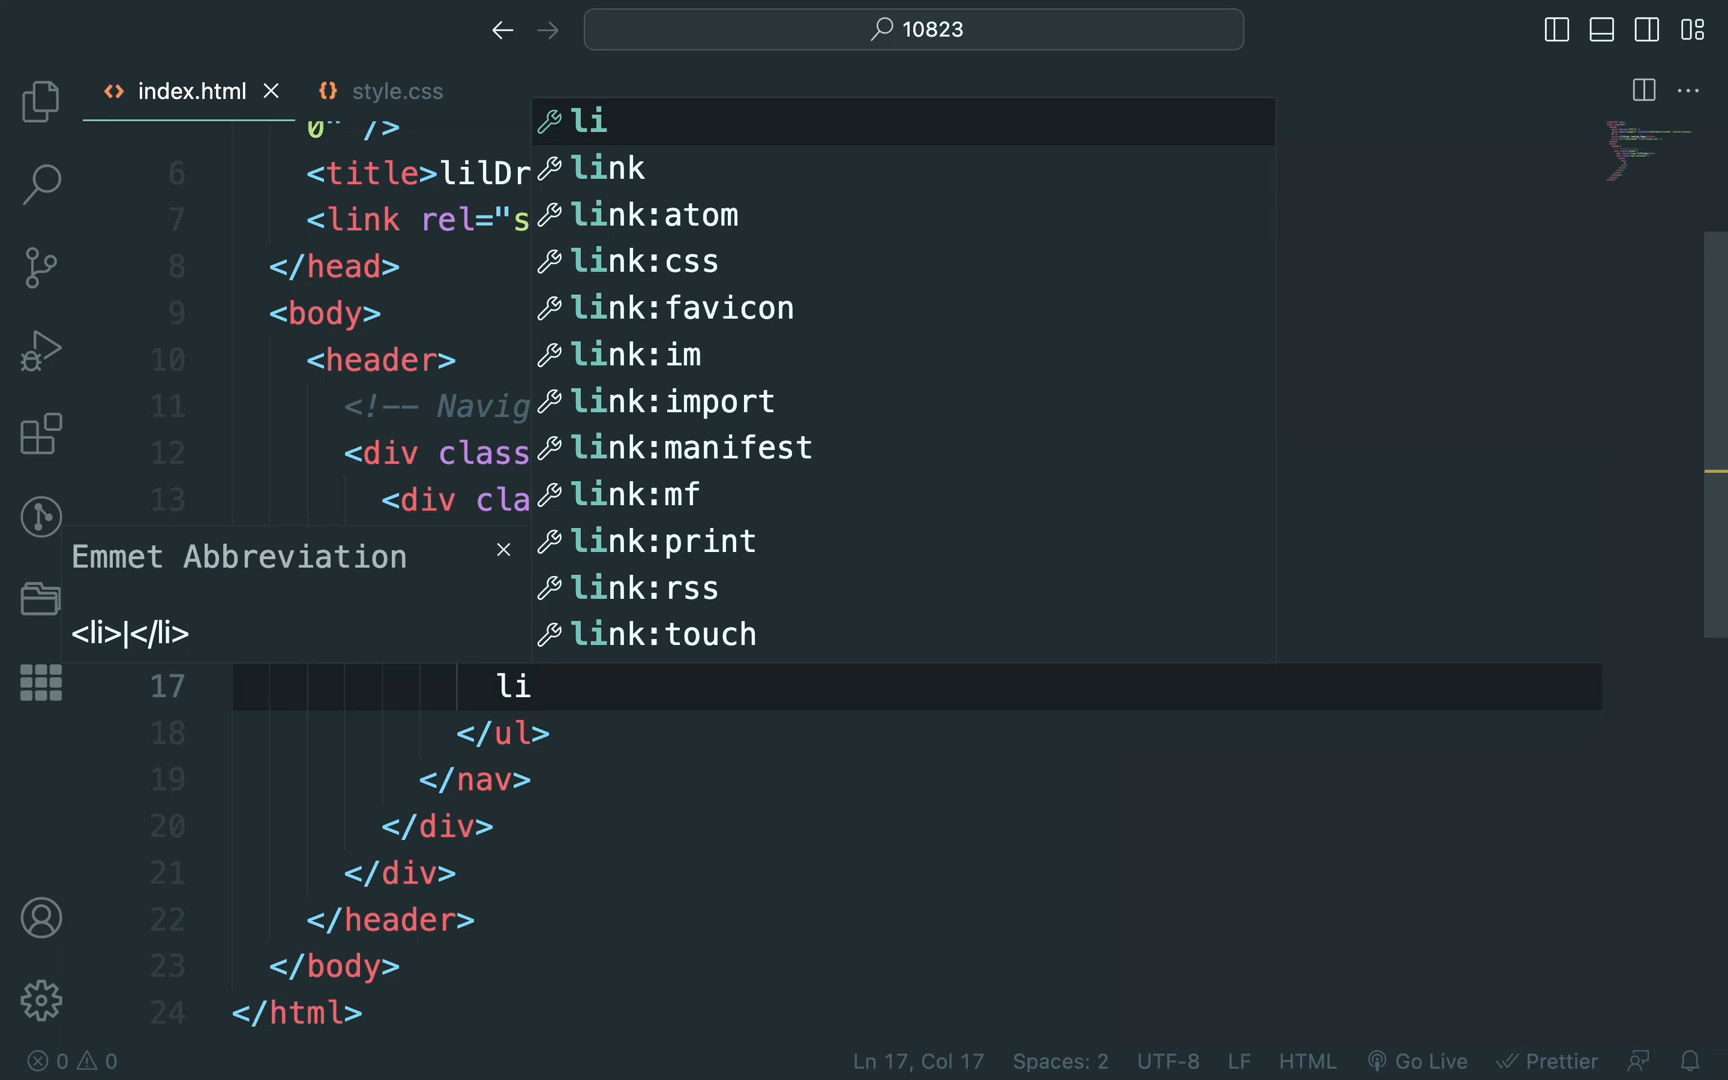 10823
index.html
style.css
0" />
6 <title>lilDr
7 <link rel="s
8 </head>
9 <body>
10 <header>
11 <!-- Navig
12 <div class
13 <div cla
li
link
link:atom
link:css
link:favicon
link:im
link:import
link:manifest
link:mf
link:print
link:rss
link:touch
Emmet Abbreviation
<li>|</li>
17 li
18 </ul>
19 </nav>
20 </div>
21 </div>
22 </header>
23 </body>
24 </html>
0 0 Ln 17, Col 17 Spaces: 2 UTF-8 LF HTML Go Live Prettier